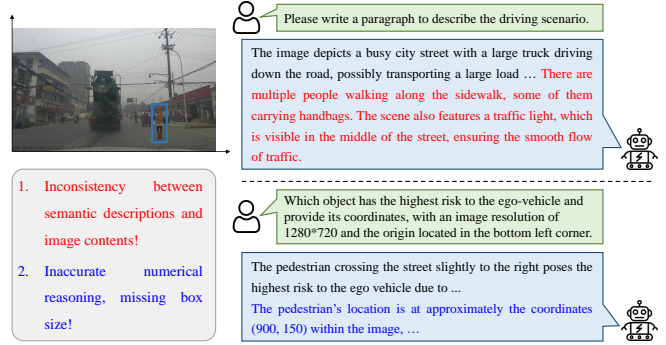 Please write a paragraph to describe the driving scenario.
The image depicts a busy city street with a large truck driving
down the road, possibly transporting a large load … There are
multiple people walking along the sidewalk, some of them
carrying handbags. The scene also features a traffic light, which
is visible in the middle of the street, ensuring the smooth flow
of traffic.
1. Inconsistency between
semantic descriptions and
image contents!
2. Inaccurate numerical
reasoning, missing box
size!
Which object has the highest risk to the ego-vehicle and
provide its coordinates, with an image resolution of
1280*720 and the origin located in the bottom left corner.
The pedestrian crossing the street slightly to the right poses the
highest risk to the ego vehicle due to ...
The pedestrian's location is at approximately the coordinates
(900, 150) within the image, …